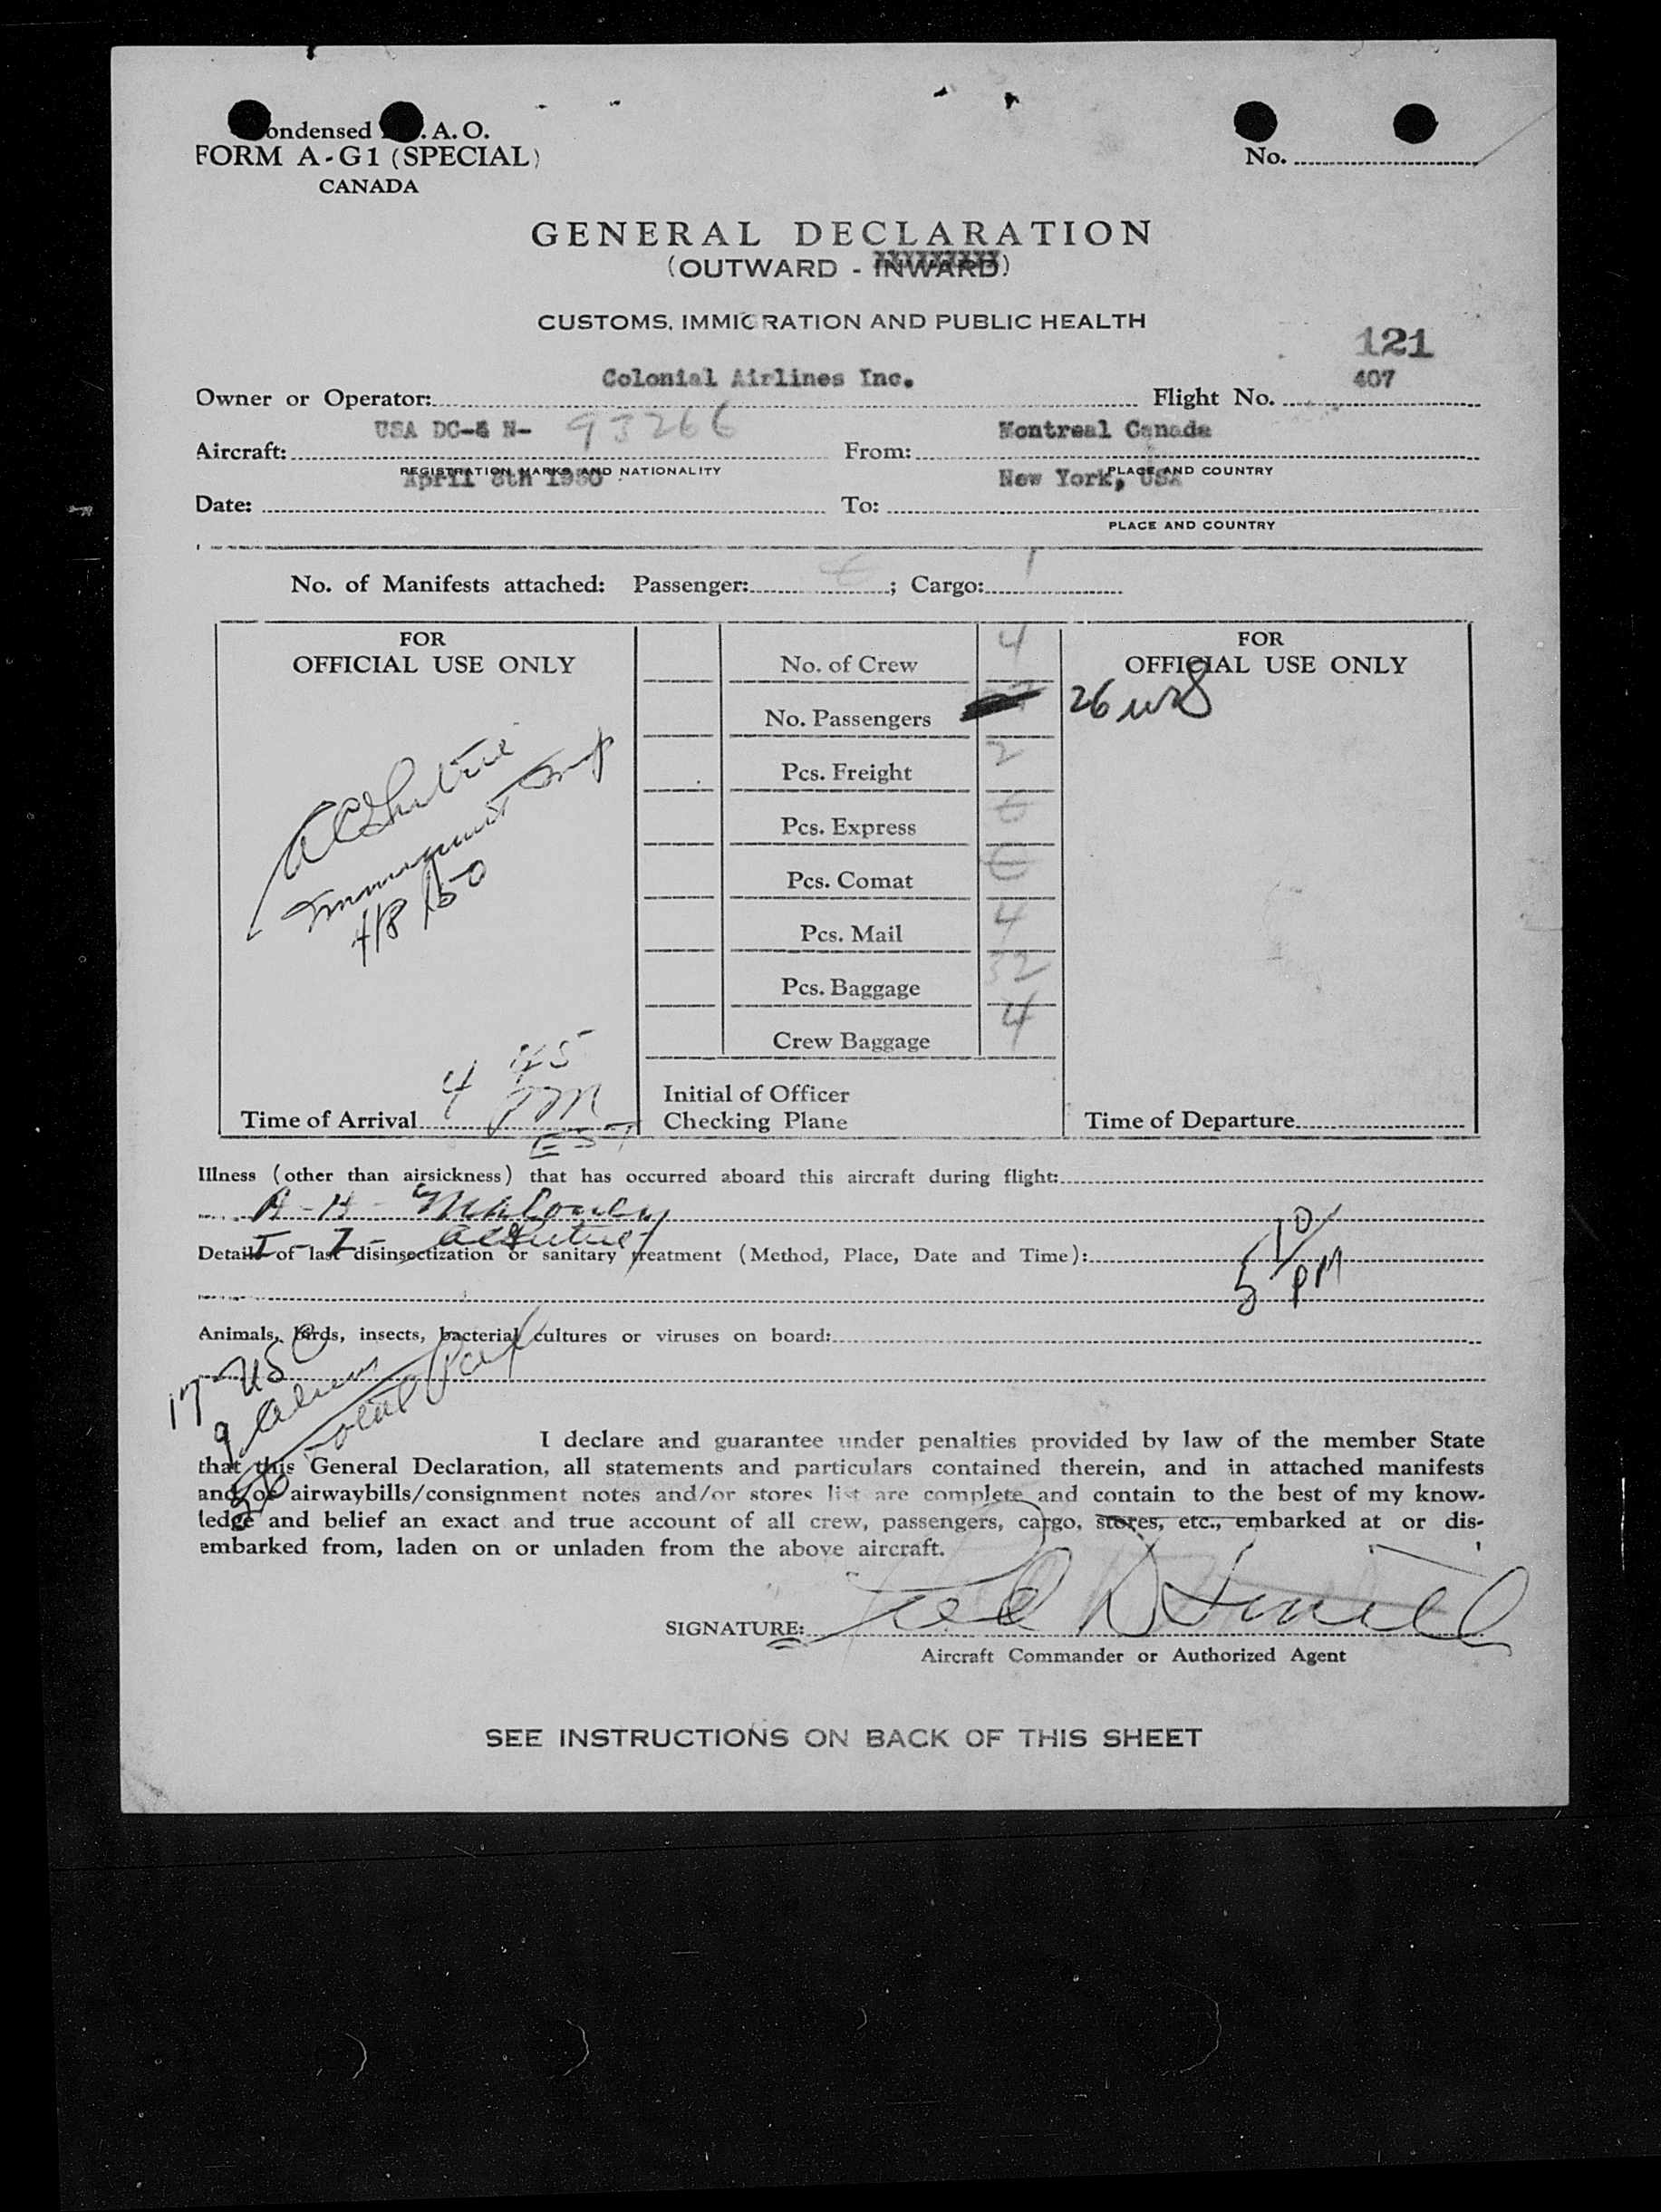 ondensed . A. O.
FORM A-G1 (SPECIAL)
CANADA
No.
GENERAL DECLARATION
(OUTWARD - INWARD)
CUSTOMS, IMMIGRATION AND PUBLIC HEALTH
121
Owner or Operator: Colonial Airlines Inc. Flight No. 407
Aircraft: USA DC-4 N- 93266 From: Montreal Canada
REGISTRATION MARKS AND NATIONALITY PLACE AND COUNTRY
Date: April 8th 1950 To: New York, USA
PLACE AND COUNTRY
No. of Manifests attached: Passenger: ; Cargo: 1
FOR
OFFICIAL USE ONLY
4/8/50
4 45
PM
EST
Time of Arrival
No. of Crew 4
No. Passengers
Pcs. Freight 2
Pcs. Express
Pcs. Comat
Pcs. Mail 4
Pcs. Baggage 32
Crew Baggage 4
Initial of Officer
Checking Plane
FOR
OFFICIAL USE ONLY
26
Time of Departure
Illness (other than airsickness) that has occurred aboard this aircraft during flight:
A-H- Maloney
Details of last disinsectization or sanitary treatment (Method, Place, Date and Time):
I-I-
5 10/
PM
Animals, birds, insects, bacterial cultures or viruses on board:
17-USC
9 Aliens
Total
I declare and guarantee under penalties provided by law of the member State
that this General Declaration, all statements and particulars contained therein, and in attached manifests
and/or airwaybills/consignment notes and/or stores list are complete and contain to the best of my know-
ledge and belief an exact and true account of all crew, passengers, cargo, stores, etc., embarked at or dis-
embarked from, laden on or unladen from the above aircraft.
SIGNATURE:
Aircraft Commander or Authorized Agent
SEE INSTRUCTIONS ON BACK OF THIS SHEET